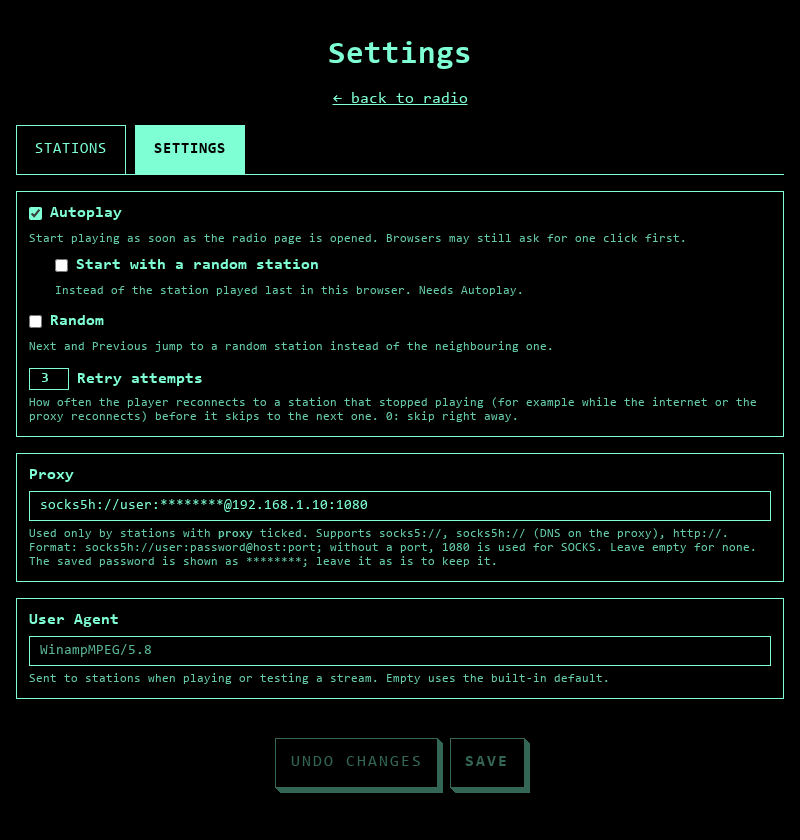 Settings
← back to radio
STATIONS
SETTINGS
Autoplay
Start playing as soon as the radio page is opened. Browsers may still ask for one click first.
Start with a random station
Instead of the station played last in this browser. Needs Autoplay.
Random
Next and Previous jump to a random station instead of the neighbouring one.
3 Retry attempts
How often the player reconnects to a station that stopped playing (for example while the internet or the
proxy reconnects) before it skips to the next one. 0: skip right away.
Proxy
socks5h://user:********@192.168.1.10:1080
Used only by stations with proxy ticked. Supports socks5://, socks5h:// (DNS on the proxy), http://.
Format: socks5h://user:password@host:port; without a port, 1080 is used for SOCKS. Leave empty for none.
The saved password is shown as ********; leave it as is to keep it.
User Agent
WinampMPEG/5.8
Sent to stations when playing or testing a stream. Empty uses the built-in default.
UNDO CHANGES
SAVE